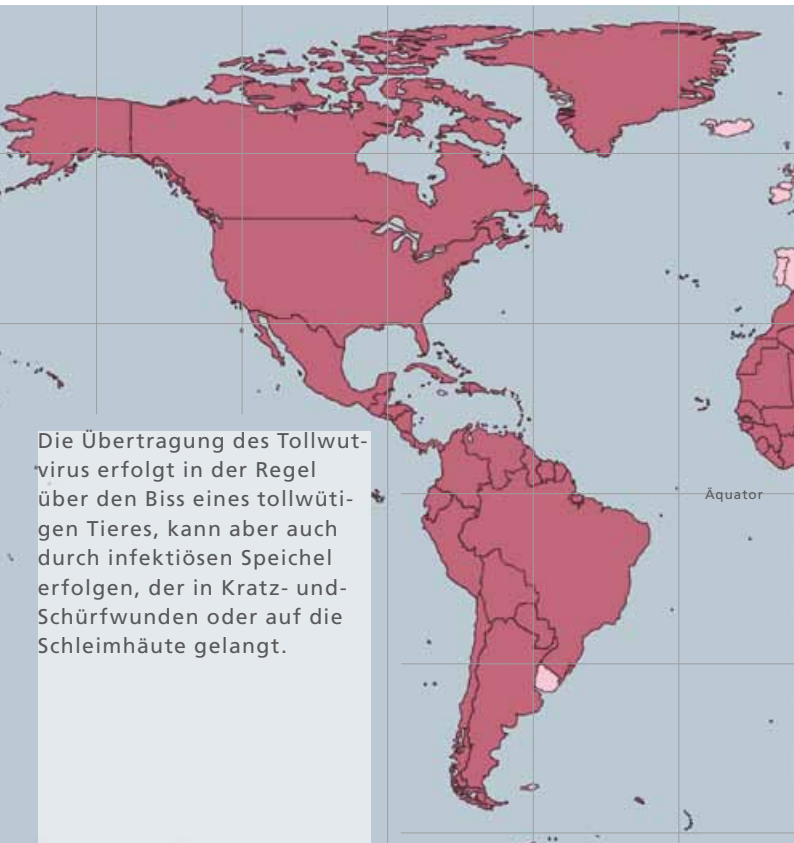 Die Übertragung des Tollwut-
virus erfolgt in der Regel
über den Biss eines tollwüti-
gen Tieres, kann aber auch
durch infektiösen Speichel
erfolgen, der in Kratz- und-
Schürfwunden oder auf die
Schleimhäute gelangt.
Äquator